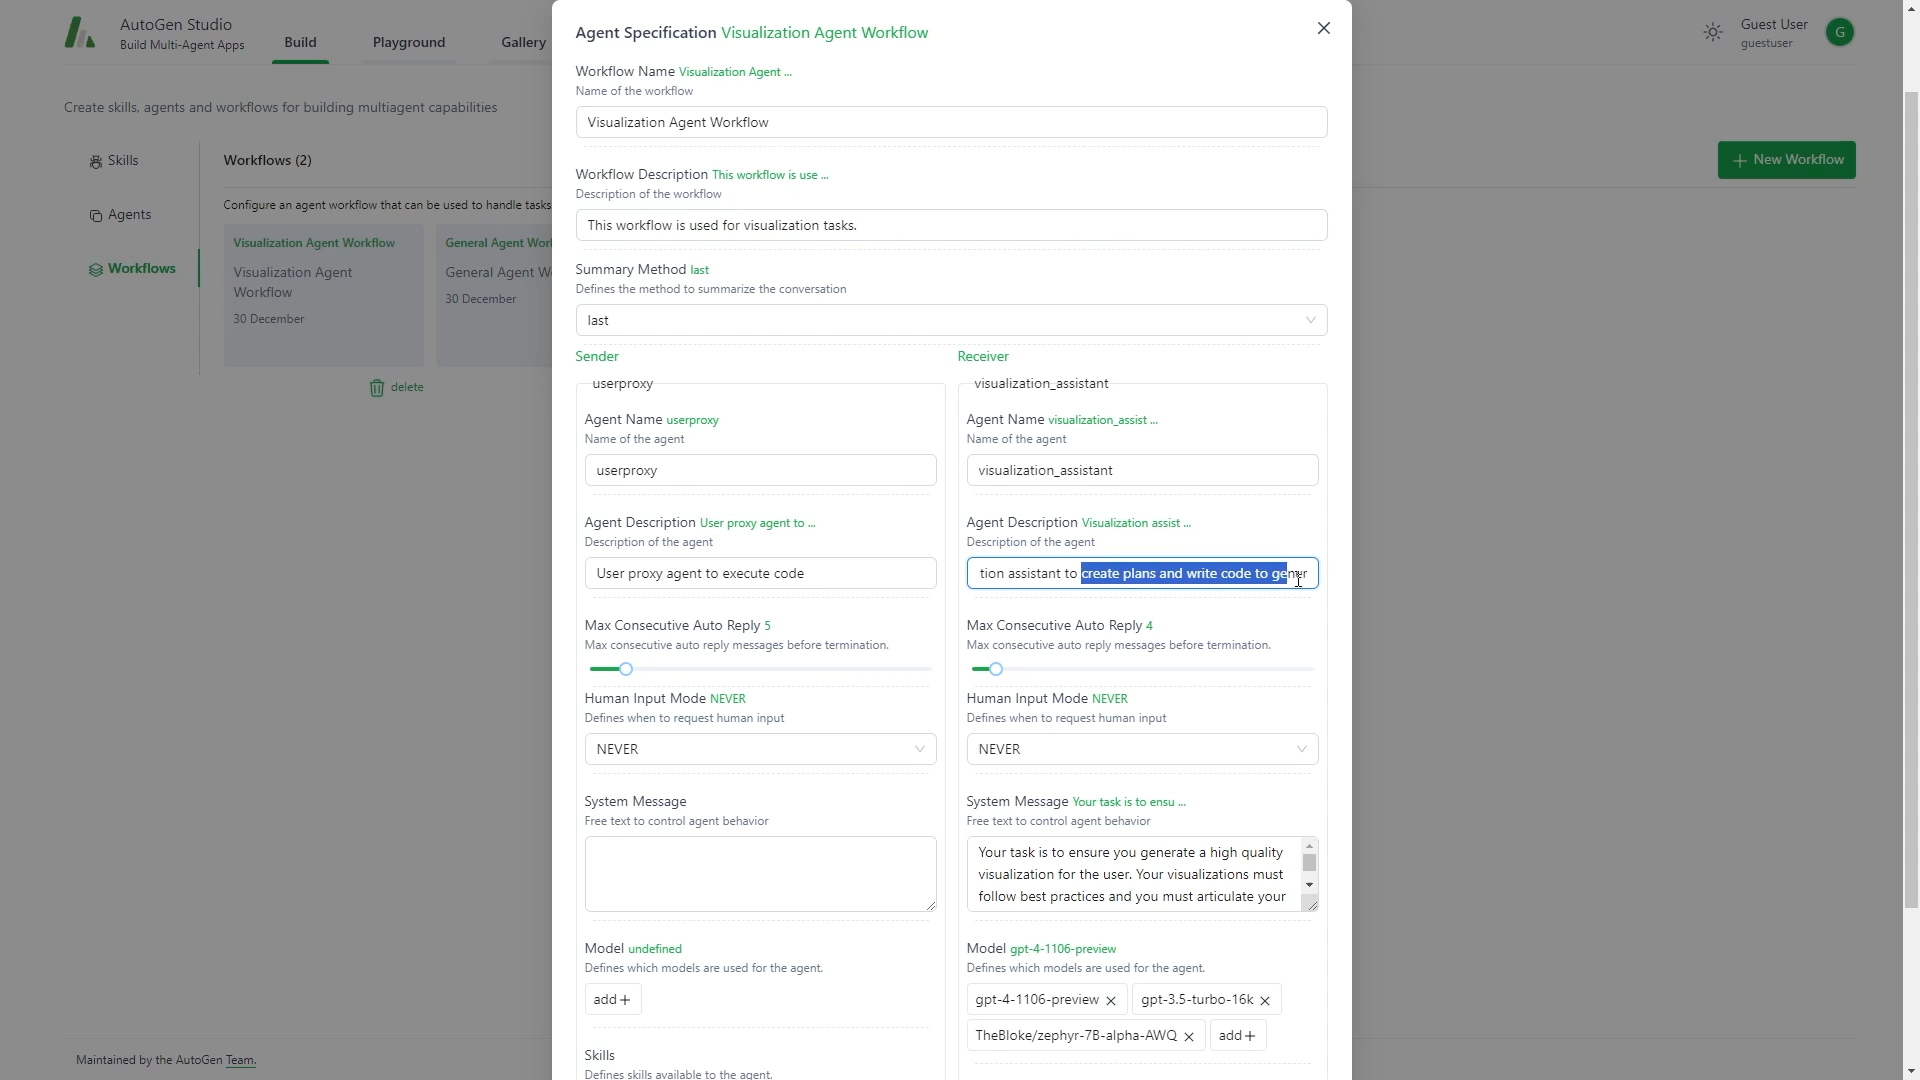 AutoGen Studio
Build Multi-Agent Apps
Build
Playground
Gallery
Guest User
guestuser
G
Create skills, agents and workflows for building multiagent capabilities
Skills
Agents
Workflows
Workflows (2)
New Workflow
Configure an agent workflow that can be used to handle tasks
Visualization Agent Workflow
Visualization Agent
Workflow
30 December
General Agent Wor
General Agent W
30 December
delete
Agent Specification Visualization Agent Workflow
Workflow Name Visualization Agent ...
Name of the workflow
Visualization Agent Workflow
Workflow Description This workflow is use ...
Description of the workflow
This workflow is used for visualization tasks.
Summary Method last
Defines the method to summarize the conversation
last
Sender
userproxy
Agent Name userproxy
Name of the agent
userproxy
Agent Description User proxy agent to ...
Description of the agent
User proxy agent to execute code
Max Consecutive Auto Reply 5
Max consecutive auto reply messages before termination.
Human Input Mode NEVER
Defines when to request human input
NEVER
System Message
Free text to control agent behavior
Model undefined
Defines which models are used for the agent.
add+
Skills
Defines skills available to the agent.
Receiver
visualization_assistant
Agent Name visualization_assist ...
Name of the agent
visualization_assistant
Agent Description Visualization assist ...
Description of the agent
tion assistant to create plans and write code to gener
Max Consecutive Auto Reply 4
Max consecutive auto reply messages before termination.
Human Input Mode NEVER
Defines when to request human input
NEVER
System Message Your task is to ensu ...
Free text to control agent behavior
Your task is to ensure you generate a high quality
visualization for the user. Your visualizations must
follow best practices and you must articulate your
Model gpt-4-1106-preview
Defines which models are used for the agent.
gpt-4-1106-preview
gpt-3.5-turbo-16k
TheBloke/zephyr-7B-alpha-AWQ
add+
Maintained by the AutoGen Team.